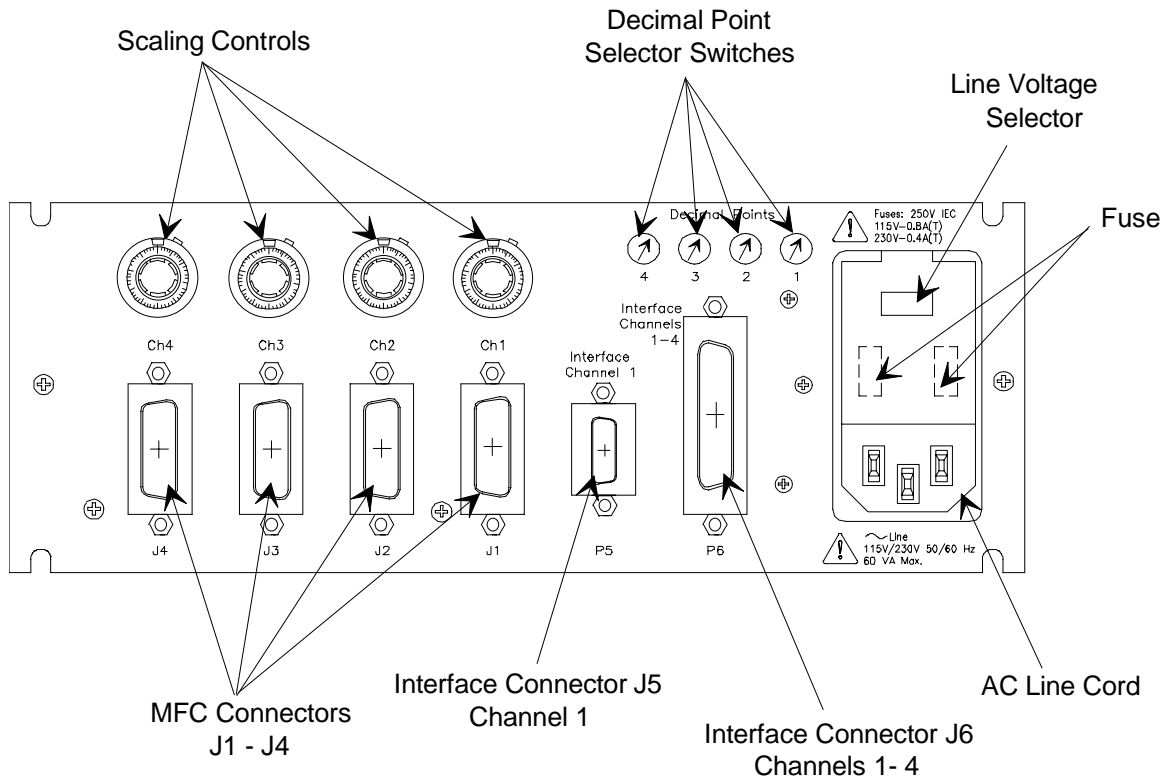 Scaling Controls
Decimal Point
Selector Switches
Line Voltage
Selector
Fuse
Decimal Points
4 3 2 1
Fuses: 250V IEC
115V-0.8A(T)
230V-0.4A(T)
Ch4 Ch3 Ch2 Ch1
Interface
Channel 1
Interface
Channels
1-4
J4 J3 J2 J1 P5 P6
~Line
115V/230V 50/60 Hz
60 VA Max.
MFC Connectors
J1 - J4
Interface Connector J5
Channel 1
Interface Connector J6
Channels 1- 4
AC Line Cord